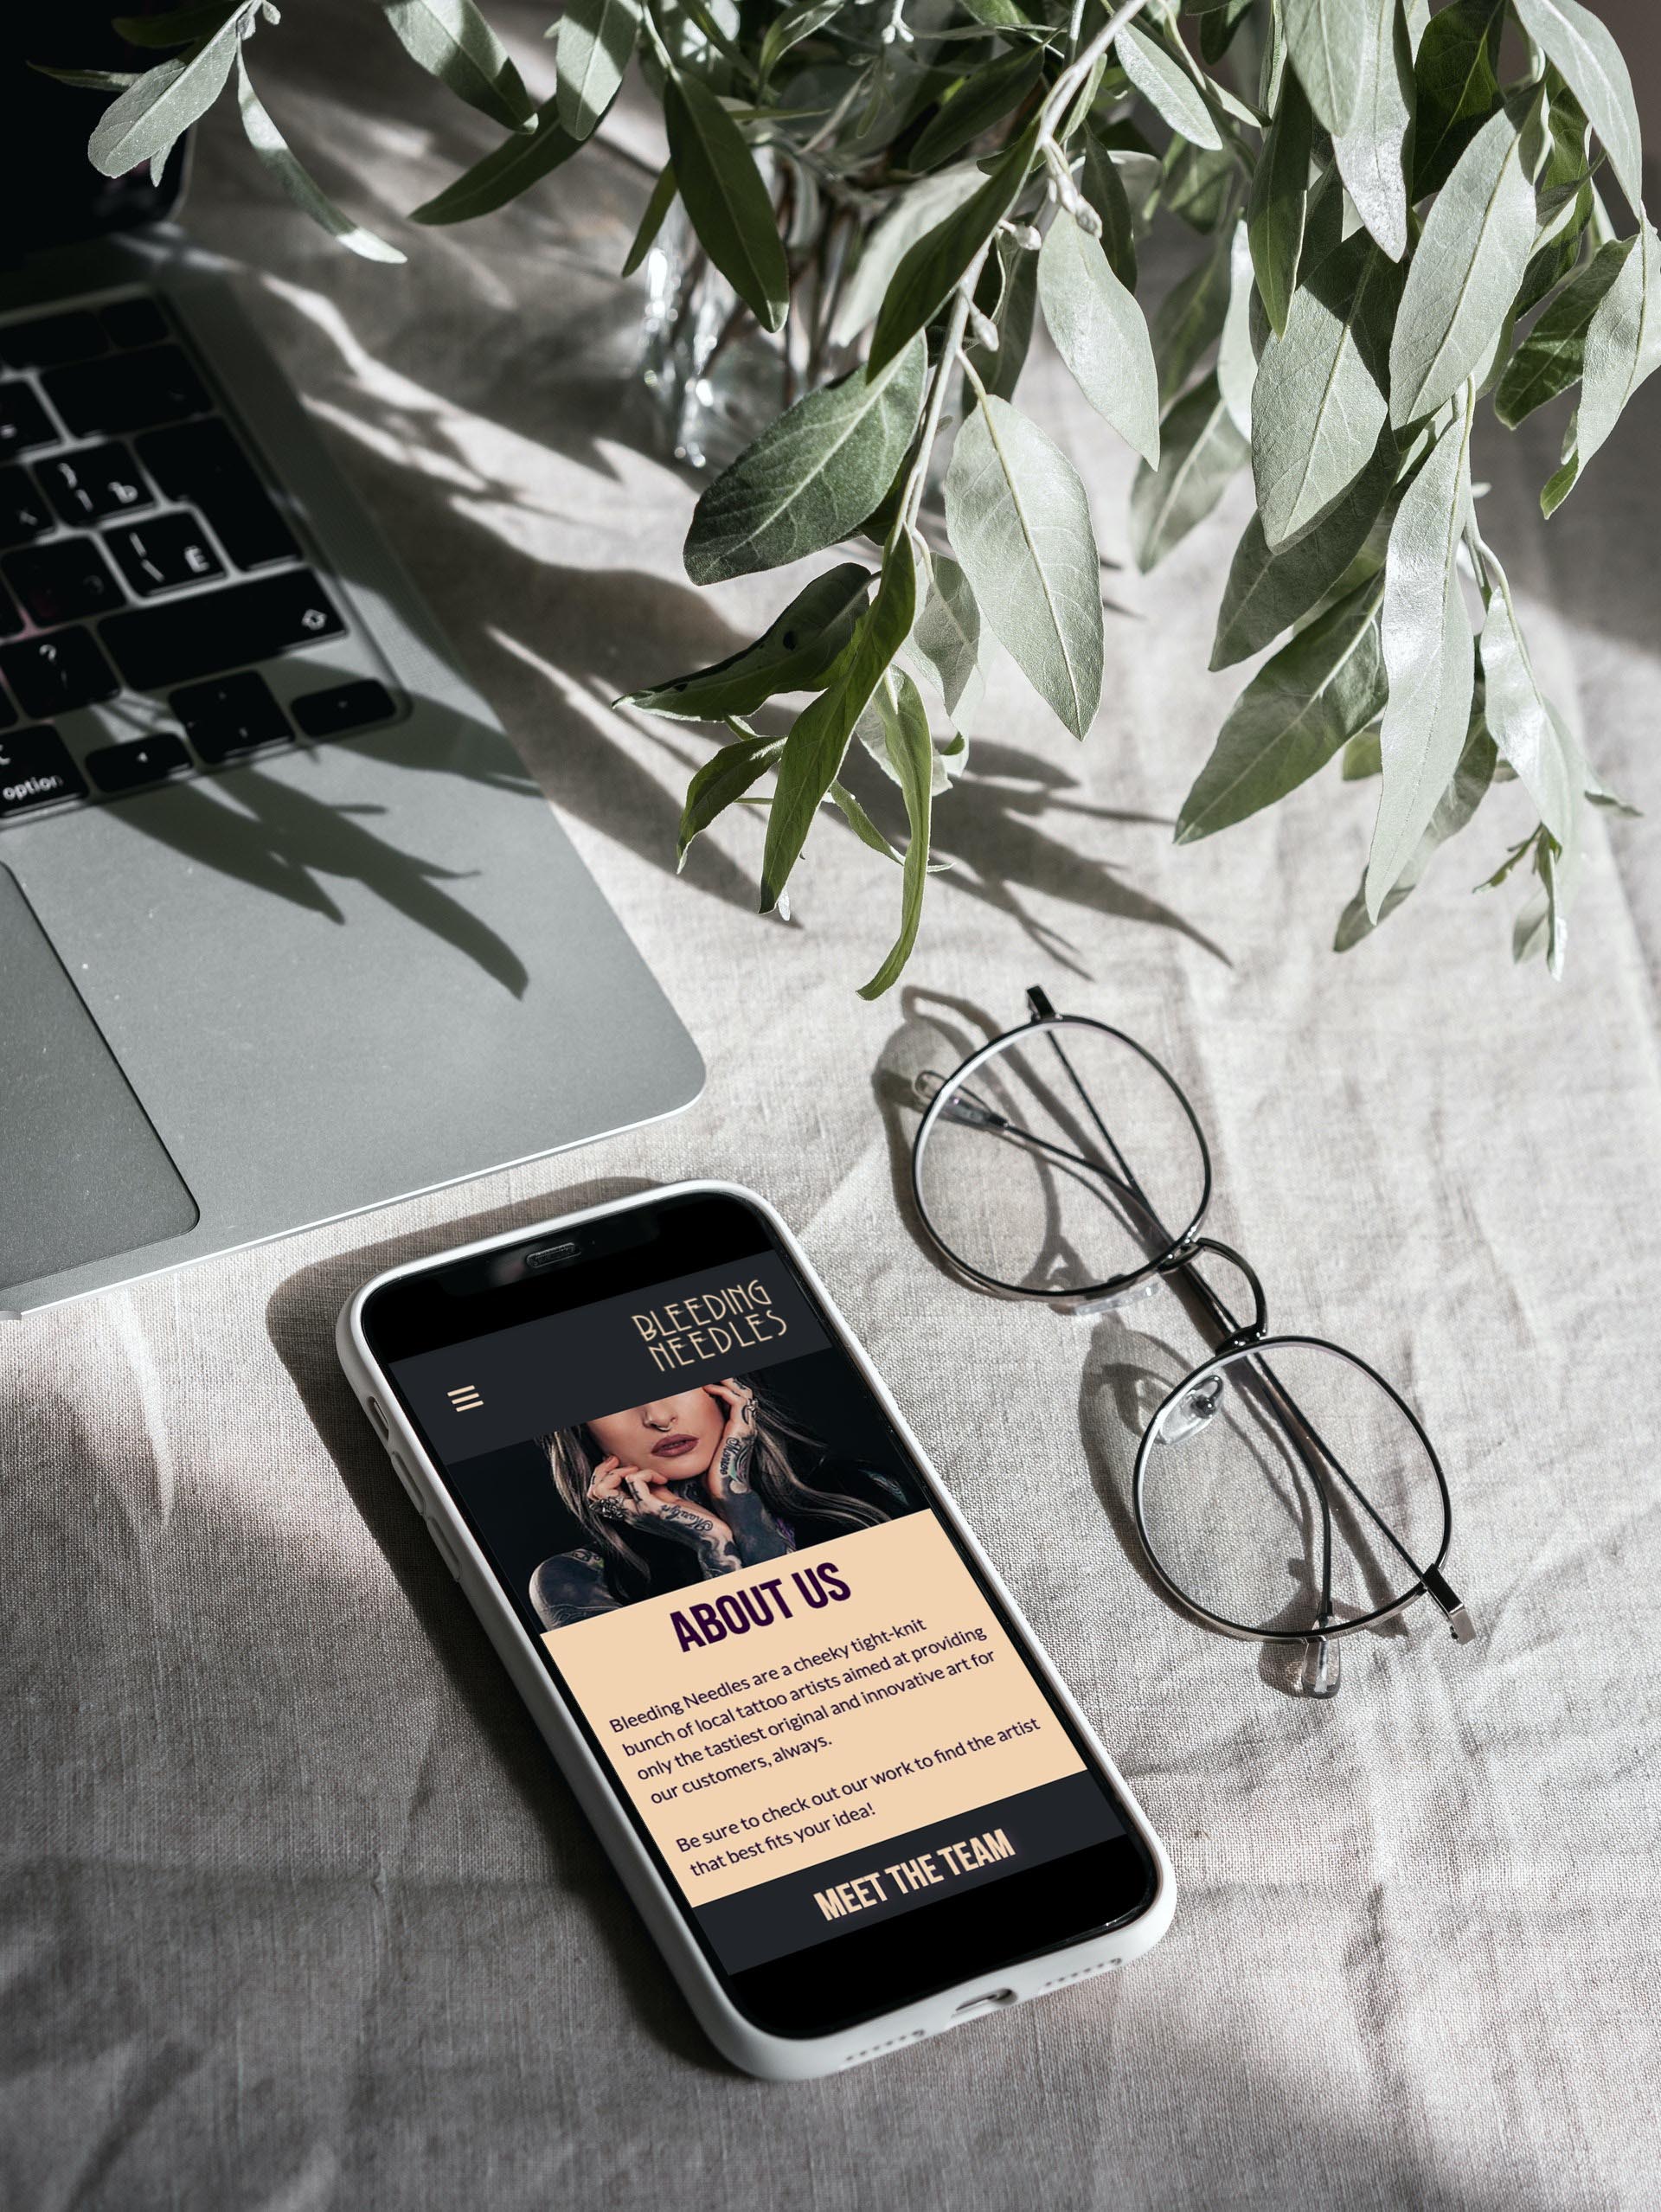 }
ъ
Ё
?
option
BLEEDING
NEEDLES
ABOUT US
Bleeding Needles are a cheeky tight-knit
bunch of local tattoo artists aimed at providing
only the tastiest original and innovative art for
our customers, always.
Be sure to check out our work to find the artist
that best fits your idea!
MEET THE TEAM